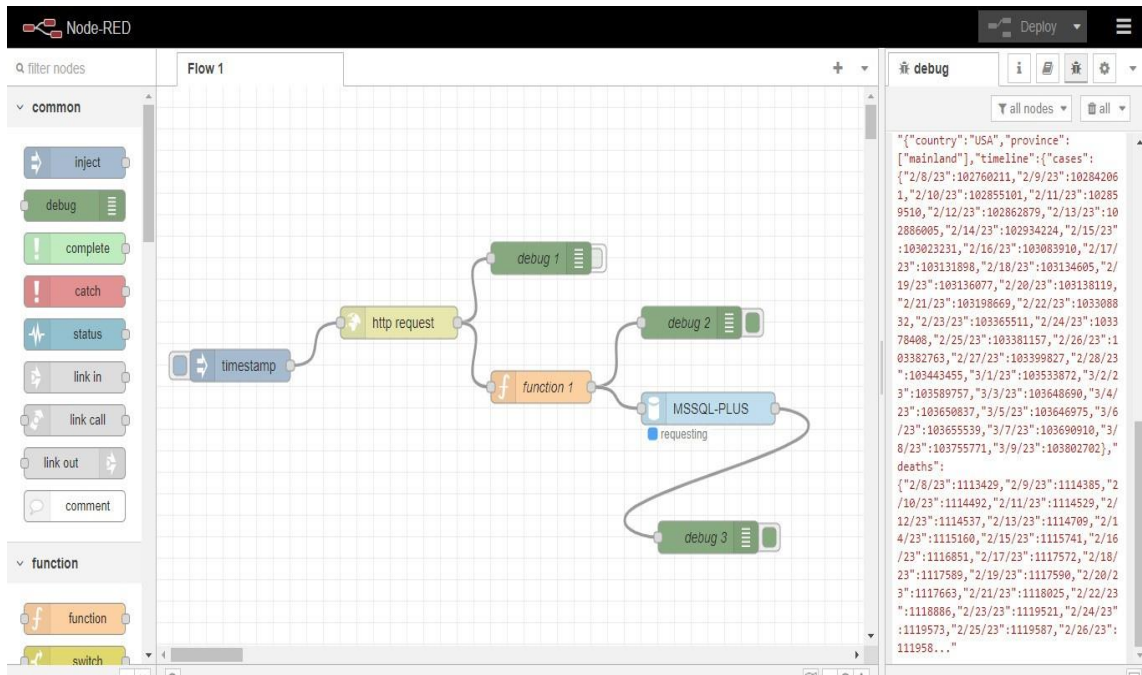 Node-RED
Deploy
filter nodes
Flow 1
debug
i
common
all nodes
all
inject
debug
complete
catch
status
link in
link call
link out
comment
function
function
switch
timestamp
http request
debug 1
function 1
debug 2
MSSQL-PLUS
requesting
debug 3
"{"country":"USA","province":
["mainland"],"timeline":{"cases":
{"2/8/23":102760211,"2/9/23":10284206
1,"2/10/23":102855101,"2/11/23":10285
9510,"2/12/23":102862879,"2/13/23":10
2886005,"2/14/23":102934224,"2/15/23"
:103023231,"2/16/23":103083910,"2/17/
23":103131898,"2/18/23":103134605,"2/
19/23":103136077,"2/20/23":103138119,
"2/21/23":103198669,"2/22/23":1033088
32,"2/23/23":103365511,"2/24/23":1033
78408,"2/25/23":103381157,"2/26/23":1
03382763,"2/27/23":103399827,"2/28/23
":103443455,"3/1/23":103533872,"3/2/2
3":103589757,"3/3/23":103648690,"3/4/
23":103650837,"3/5/23":103646975,"3/6
/23":103655539,"3/7/23":103690910,"3/
8/23":103755771,"3/9/23":103802702},"
deaths":
{"2/8/23":1113429,"2/9/23":1114385,"2
/10/23":1114492,"2/11/23":1114529,"2/
12/23":1114537,"2/13/23":1114709,"2/1
4/23":1115160,"2/15/23":1115741,"2/16
/23":1116851,"2/17/23":1117572,"2/18/
23":1117589,"2/19/23":1117590,"2/20/2
3":1117663,"2/21/23":1118025,"2/22/23
":1118886,"2/23/23":1119521,"2/24/23"
:1119573,"2/25/23":1119587,"2/26/23":
111958..."